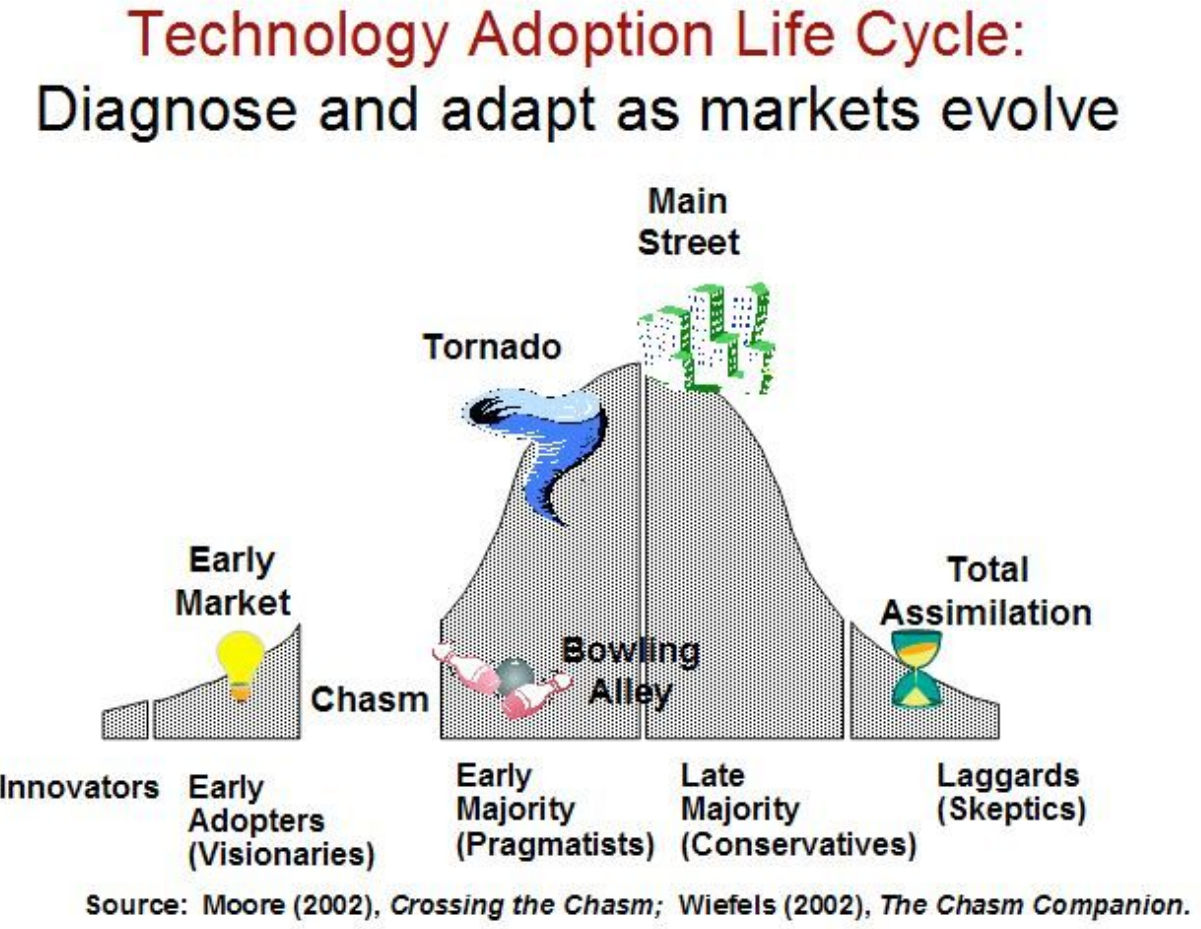 Technology Adoption Life Cycle:
Diagnose and adapt as markets evolve
Main
Street
Tornado
Early
Market
Total
Assimilation
Bowling
Alley
Chasm
Innovators
Early
Adopters
(Visionaries)
Early
Majority
(Pragmatists)
Late
Majority
(Conservatives)
Laggards
(Skeptics)
Source: Moore (2002), Crossing the Chasm; Wiefels (2002), The Chasm Companion.